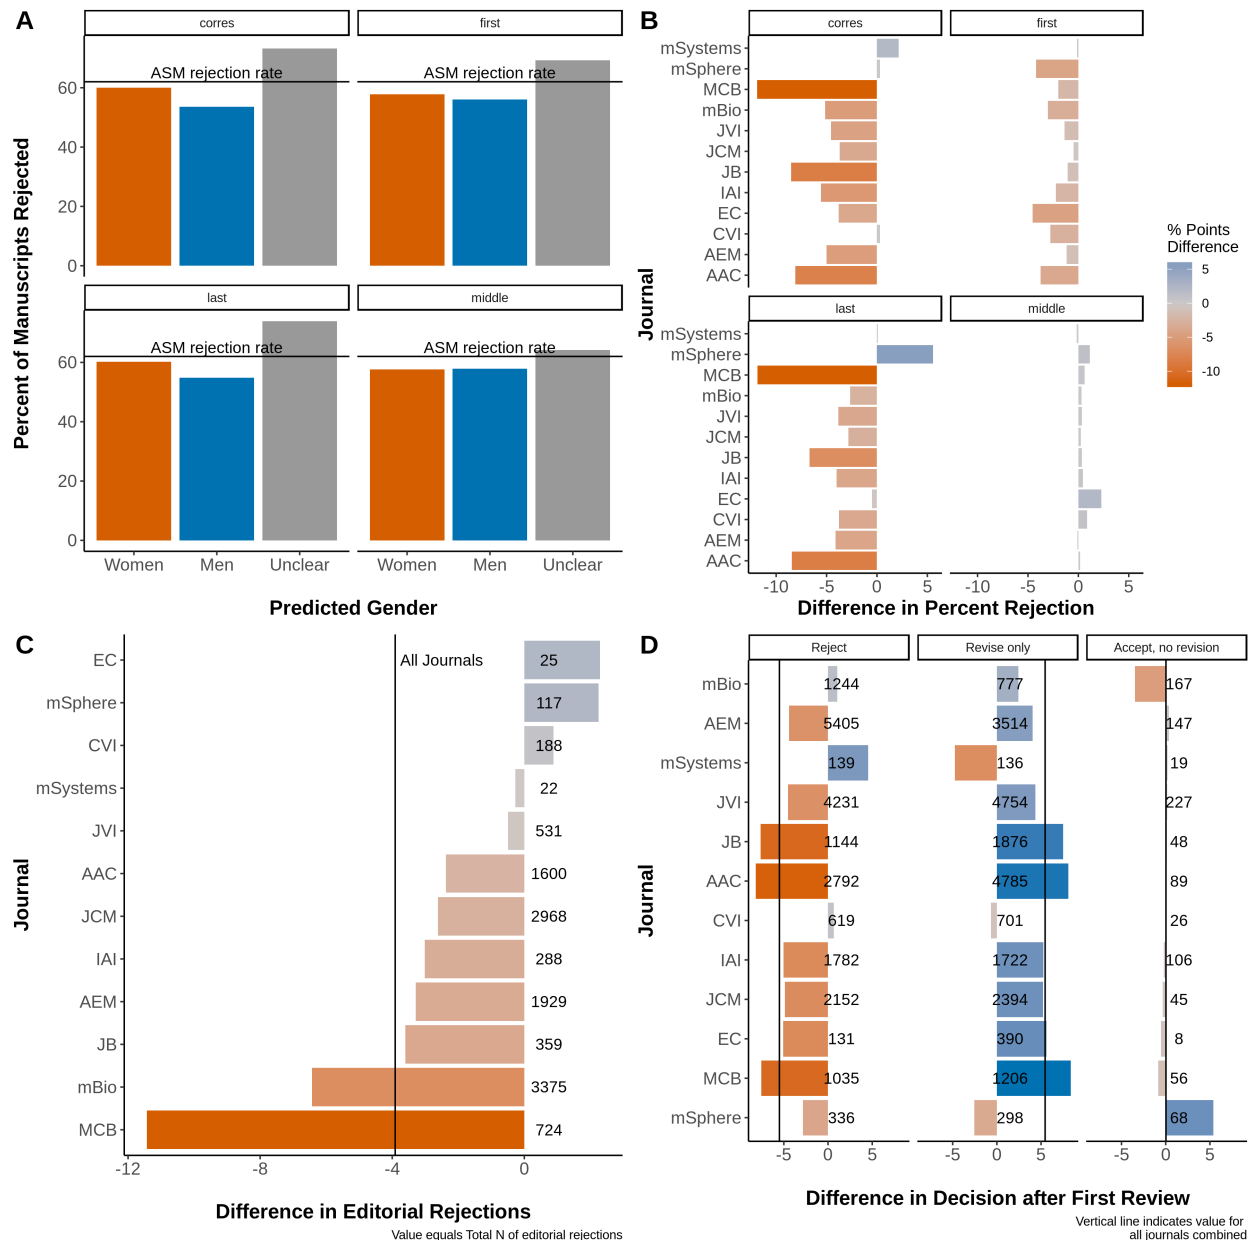 A
corres
first
ASM rejection rate
ASM rejection rate
60
40
20
0
last
middle
ASM rejection rate
ASM rejection rate
60
40
20
0
Women
Men
Unclear
Women
Men
Unclear
Percent of Manuscripts Rejected
Predicted Gender
B
corres
first
mSystems
mSphere
MCB
mBio
JVI
JCM
JB
IAI
EC
CVI
AEM
AAC
last
middle
mSystems
mSphere
MCB
mBio
JVI
JCM
JB
IAI
EC
CVI
AEM
AAC
-10
-5
0
5
-10
-5
0
5
Journal
Difference in Percent Rejection
% Points
Difference
5
0
-5
-10
C
All Journals
EC 25
mSphere 117
CVI 188
mSystems 22
JVI 531
AAC 1600
JCM 2968
IAI 288
AEM 1929
JB 359
mBio 3375
MCB 724
-12
-8
-4
0
Journal
Difference in Editorial Rejections
Value equals Total N of editorial rejections
D
Reject
Revise only
Accept, no revision
mBio 1244 777 167
AEM 5405 3514 147
mSystems 139 136 19
JVI 4231 4754 227
JB 1144 1876 48
AAC 2792 4785 89
CVI 619 701 26
IAI 1782 1722 106
JCM 2152 2394 45
EC 131 390 8
MCB 1035 1206 56
mSphere 336 298 68
-5
0
5
-5
0
5
-5
0
5
Journal
Difference in Decision after First Review
Vertical line indicates value for
all journals combined